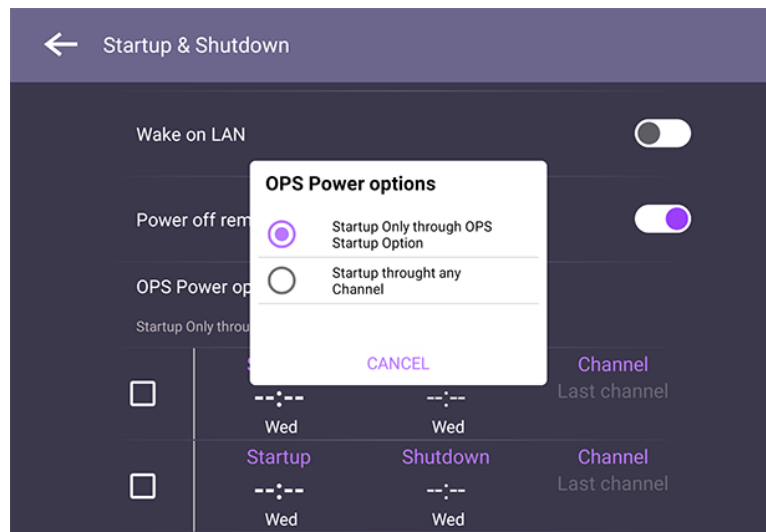 Startup & Shutdown
Wake on LAN
OPS Power options
Power off rem
Startup Only through OPS
Startup Option
Startup throught any
Channel
OPS Power op
Startup Only throu
CANCEL
Channel
--:--
--:--
Last channel
Wed
Wed
Startup
Shutdown
Channel
--:--
--:--
Last channel
Wed
Wed